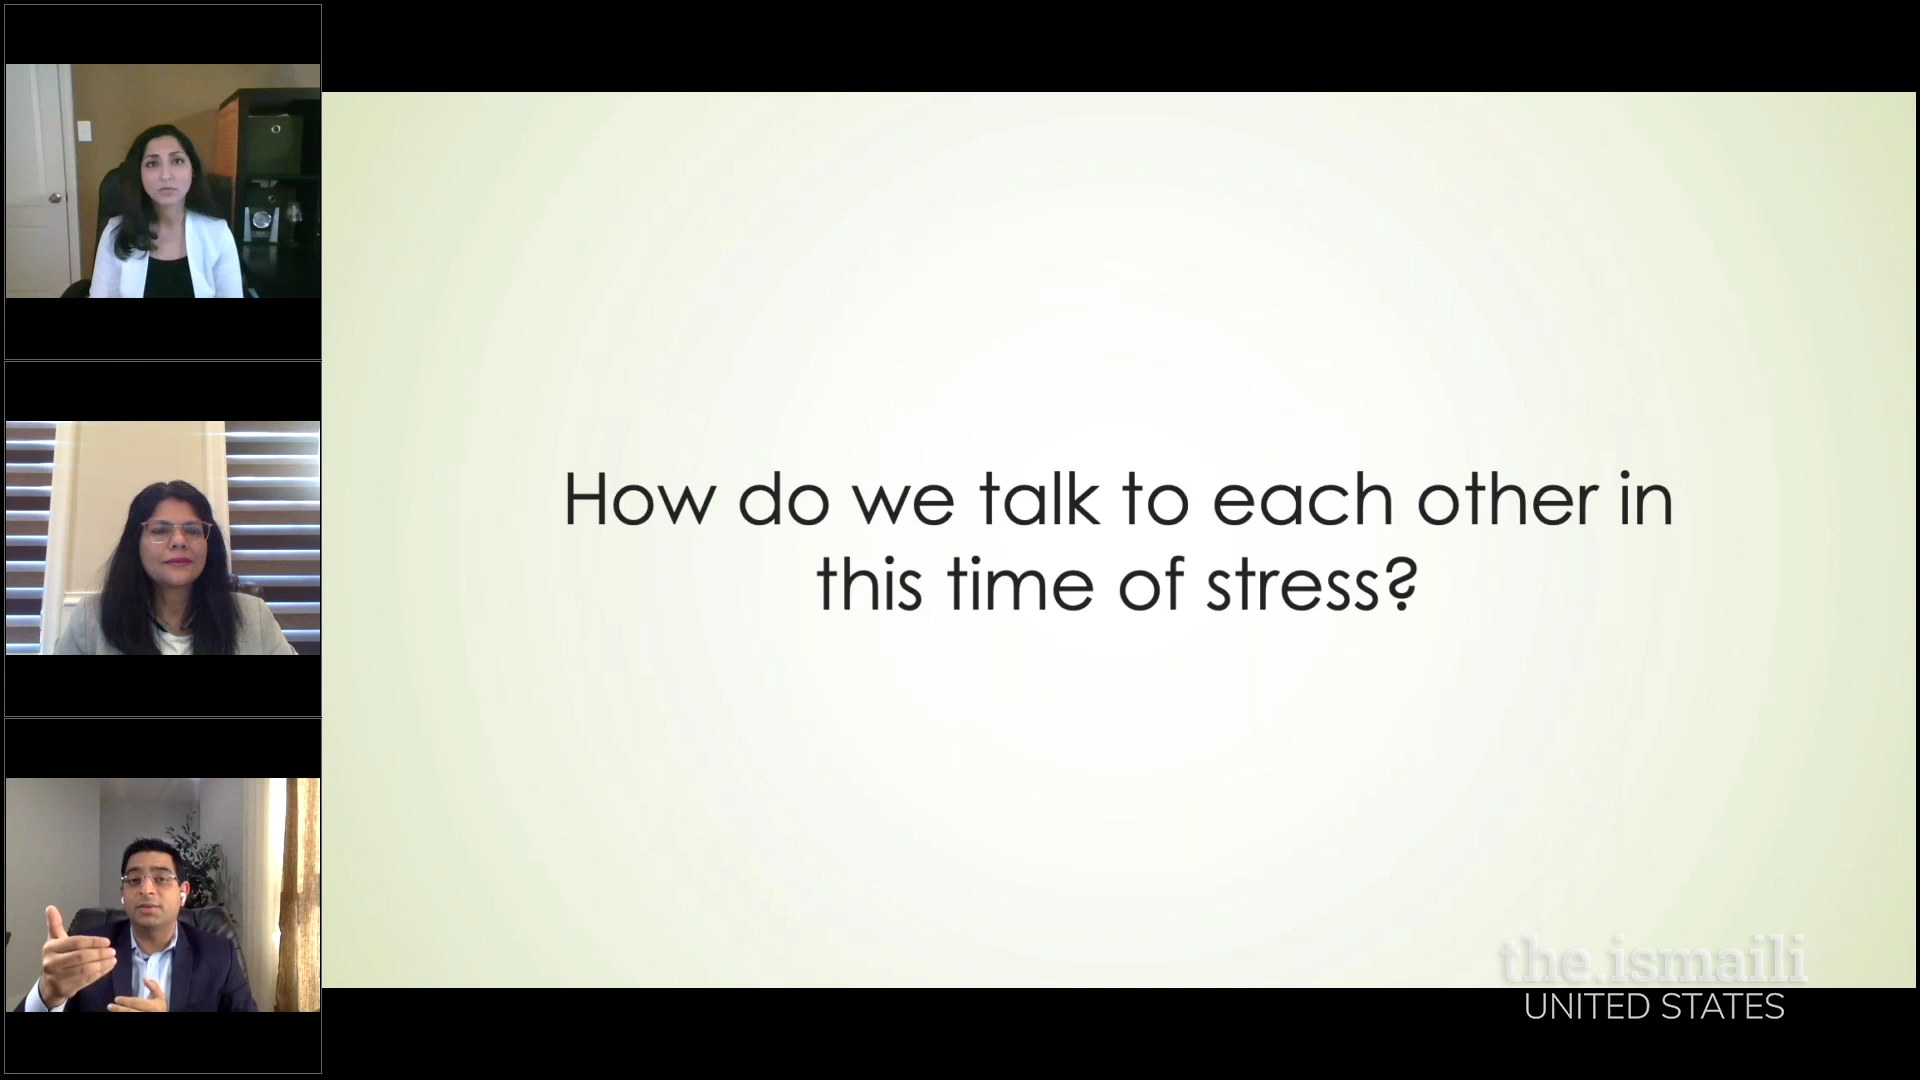 How do we talk to each other in
this time of stress?
the.ismaili
UNITED STATES